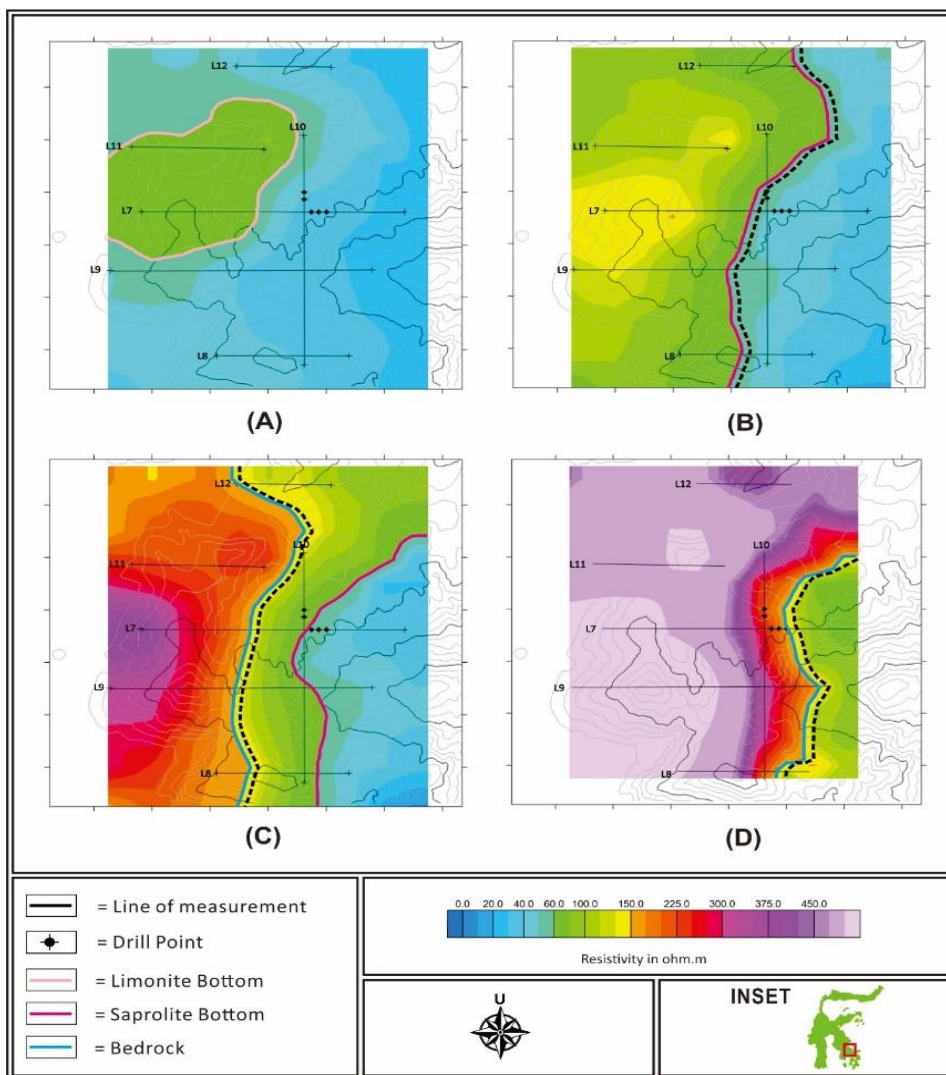 L12
L10
L11
L7
L9
L8
(A)
L12
L10
L11
L7
L9
L8
(B)
L12
L10
L11
L7
L9
L8
(C)
L12
L10
L11
L7
L9
L8
(D)
= Line of measurement
= Drill Point
= Limonite Bottom
= Saprolite Bottom
= Bedrock
0.0 20.0 40.0 60.0 100.0 150.0 225.0 300.0 375.0 450.0
Resistivity in ohm.m
U
INSET